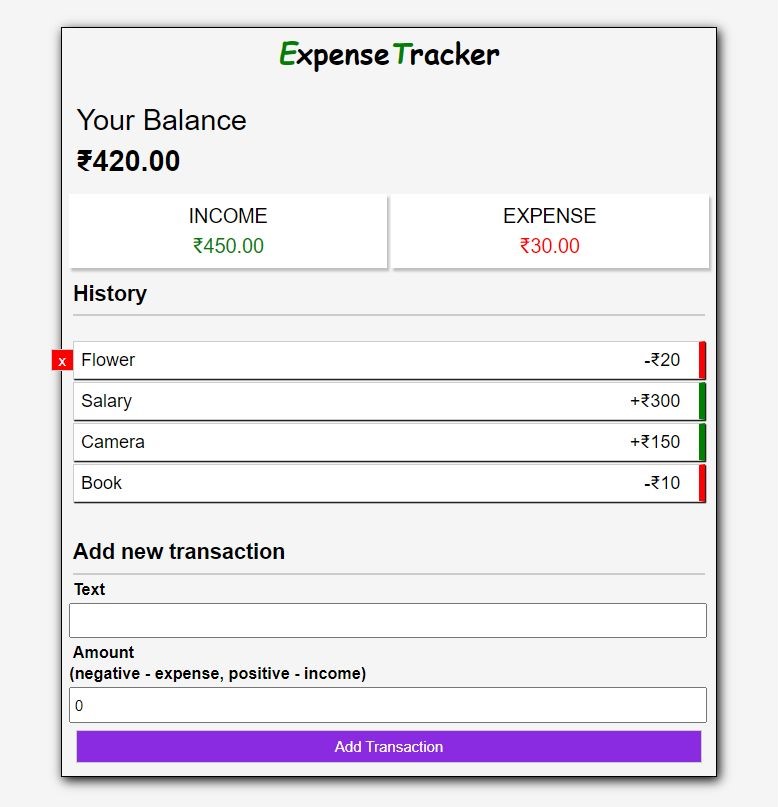 ExpenseTracker
Your Balance
₹420.00
INCOME EXPENSE
₹450.00 ₹30.00
History
x Flower -₹20
Salary +₹300
Camera +₹150
Book -₹10
Add new transaction
Text
Amount
(negative - expense, positive - income)
0
Add Transaction